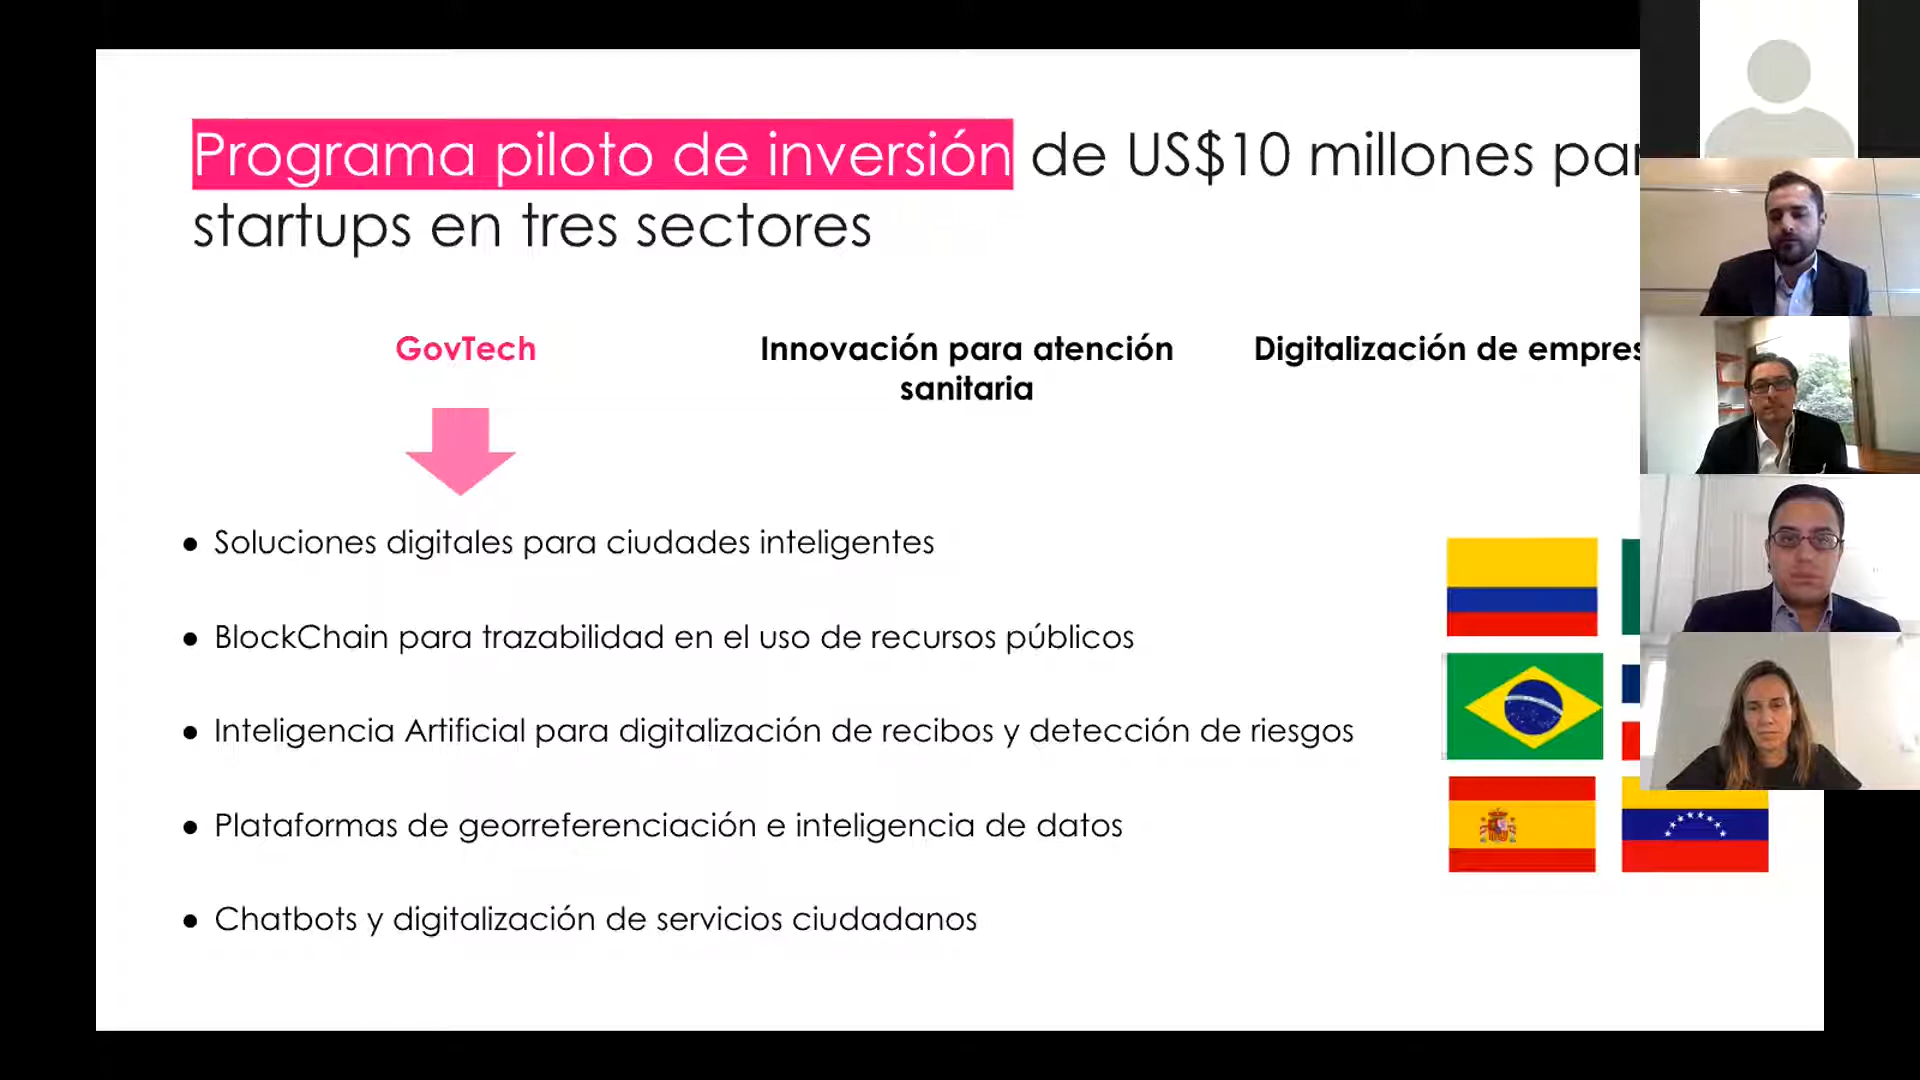 Programa piloto de inversión de US$10 millones
startups en tres sectores
GovTech
Innovación para atención
sanitaria
Digitalización de
Soluciones digitales para ciudades inteligentes
BlockChain para trazabilidad en el uso de recursos públicos
Inteligencia Artificial para digitalización de recibos y detección de riesgos
Plataformas de georreferenciación e inteligencia de datos
Chatbots y digitalización de servicios ciudadanos